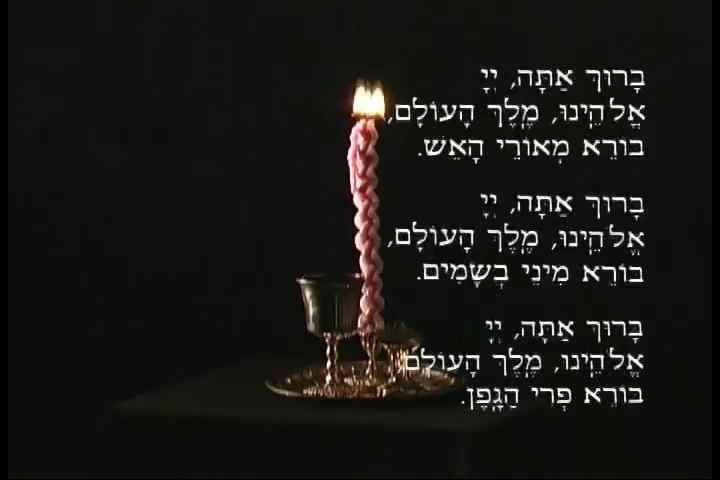 בָּרוּךְ אַתָּה, יְיָ
אֱלֹהֵֽינוּ, מֶֽלֶךְ הָעוֹלָם,
בּוֹרֵא מְאוֹרֵי הָאֵשׁ.
בָּרוּךְ אַתָּה, יְיָ
אֱלֹהֵֽינוּ, מֶֽלֶךְ הָעוֹלָם,
בּוֹרֵא מִינֵי בְשָׂמִים.
בָּרוּךְ אַתָּה, יְיָ
אֱלֹהֵֽינוּ, מֶֽלֶךְ הָעוֹלָם
בּוֹרֵא פְּרִי הַגָּֽפֶן.